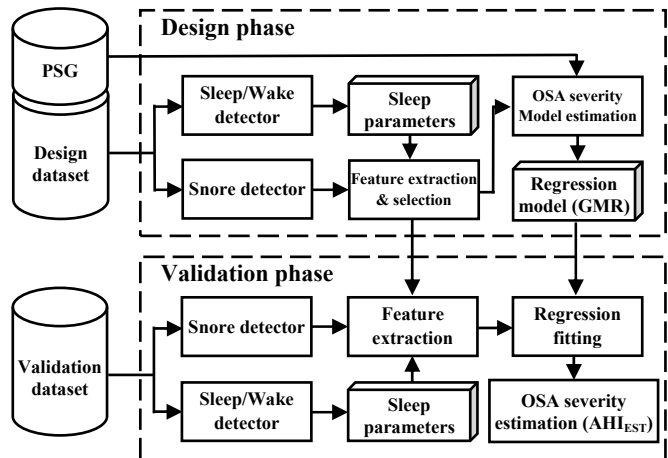 Design phase
PSG
Sleep/Wake
detector
Sleep
parameters
OSA severity
Model estimation
Design
dataset
Snore detector
Feature extraction
& selection
Regression
model (GMR)
Validation phase
Validation
dataset
Snore detector
Feature
extraction
Regression
fitting
Sleep/Wake
detector
Sleep
parameters
OSA severity
estimation (AHIEST)